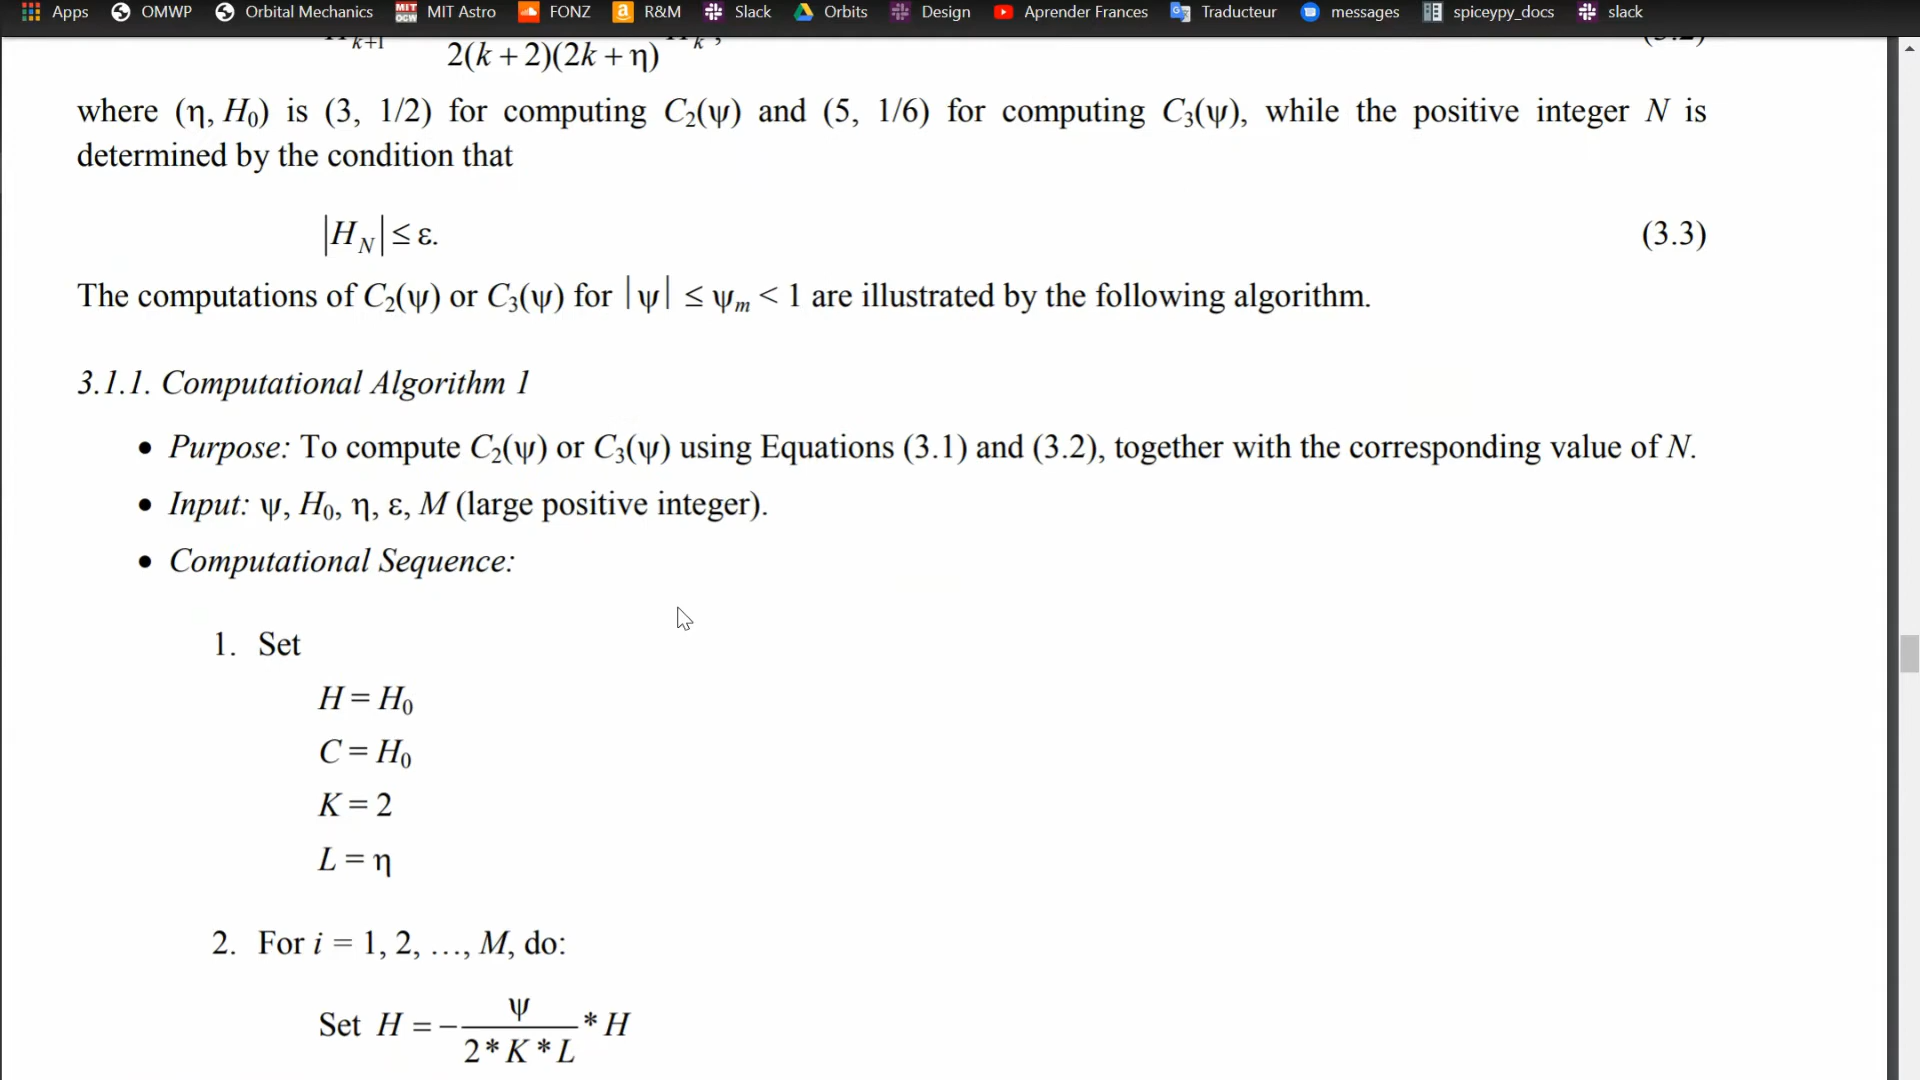 Apps OMWP Orbital Mechanics MIT OCW MIT Astro FONZ R&M Slack Orbits Design Aprender Frances Traducteur messages spiceypy_docs slack
k+1 2(k + 2)(2k + η) k ,
where (η, H₀) is (3, 1/2) for computing C₂(ψ) and (5, 1/6) for computing C₃(ψ), while the positive integer N is
determined by the condition that
|H_N| ≤ ε. (3.3)
The computations of C₂(ψ) or C₃(ψ) for |ψ| ≤ ψₘ < 1 are illustrated by the following algorithm.
3.1.1. Computational Algorithm 1
• Purpose: To compute C₂(ψ) or C₃(ψ) using Equations (3.1) and (3.2), together with the corresponding value of N.
• Input: ψ, H₀, η, ε, M (large positive integer).
• Computational Sequence:
1. Set
H = H₀
C = H₀
K = 2
L = η
2. For i = 1, 2, …, M, do:
Set H = − ψ / 2 * K * L * H